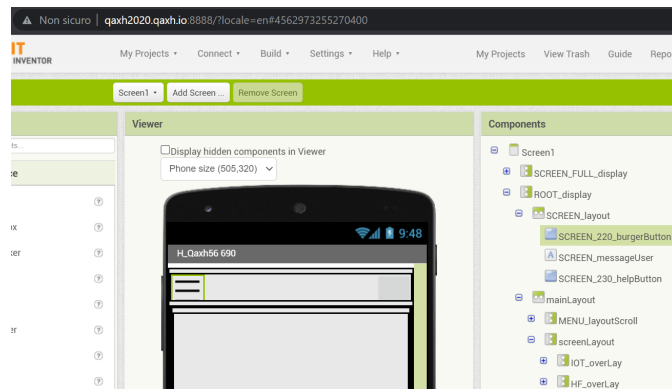 Non sicuro | qaxh2020.qaxh.io:8888/?locale=en#4562973255270400
IT
INVENTOR
My Projects Connect Build Settings Help My Projects View Trash Guide Repo
Screen1 Add Screen ... Remove Screen
Viewer
Components
Display hidden components in Viewer
Phone size (505,320)
9:48
H_Qaxh56 690
Screen1
SCREEN_FULL_display
ROOT_display
SCREEN_layout
SCREEN_220_burgerButton
SCREEN_messageUser
SCREEN_230_helpButton
mainLayout
MENU_layoutScroll
screenLayout
IOT_overLay
HF_overLay